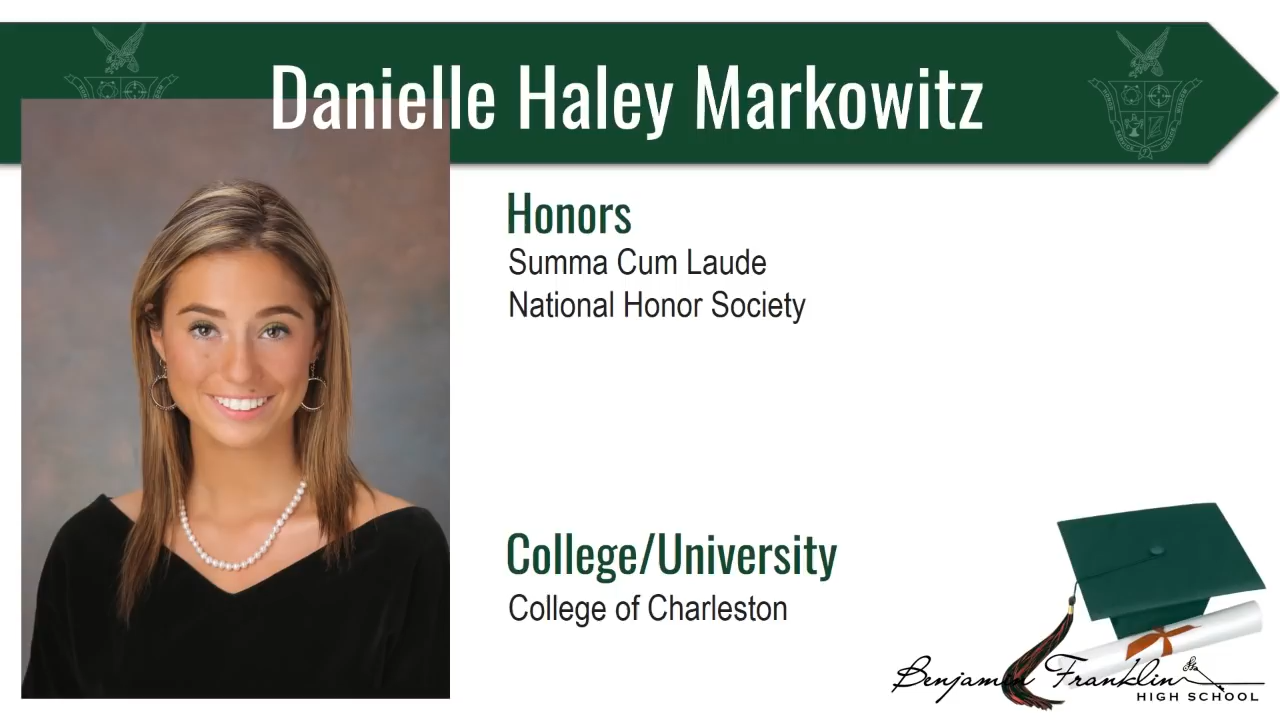 Danielle Haley Markowitz
Honors
Summa Cum Laude
National Honor Society
College/University
College of Charleston
Benjamin Franklin
HIGH SCHOOL